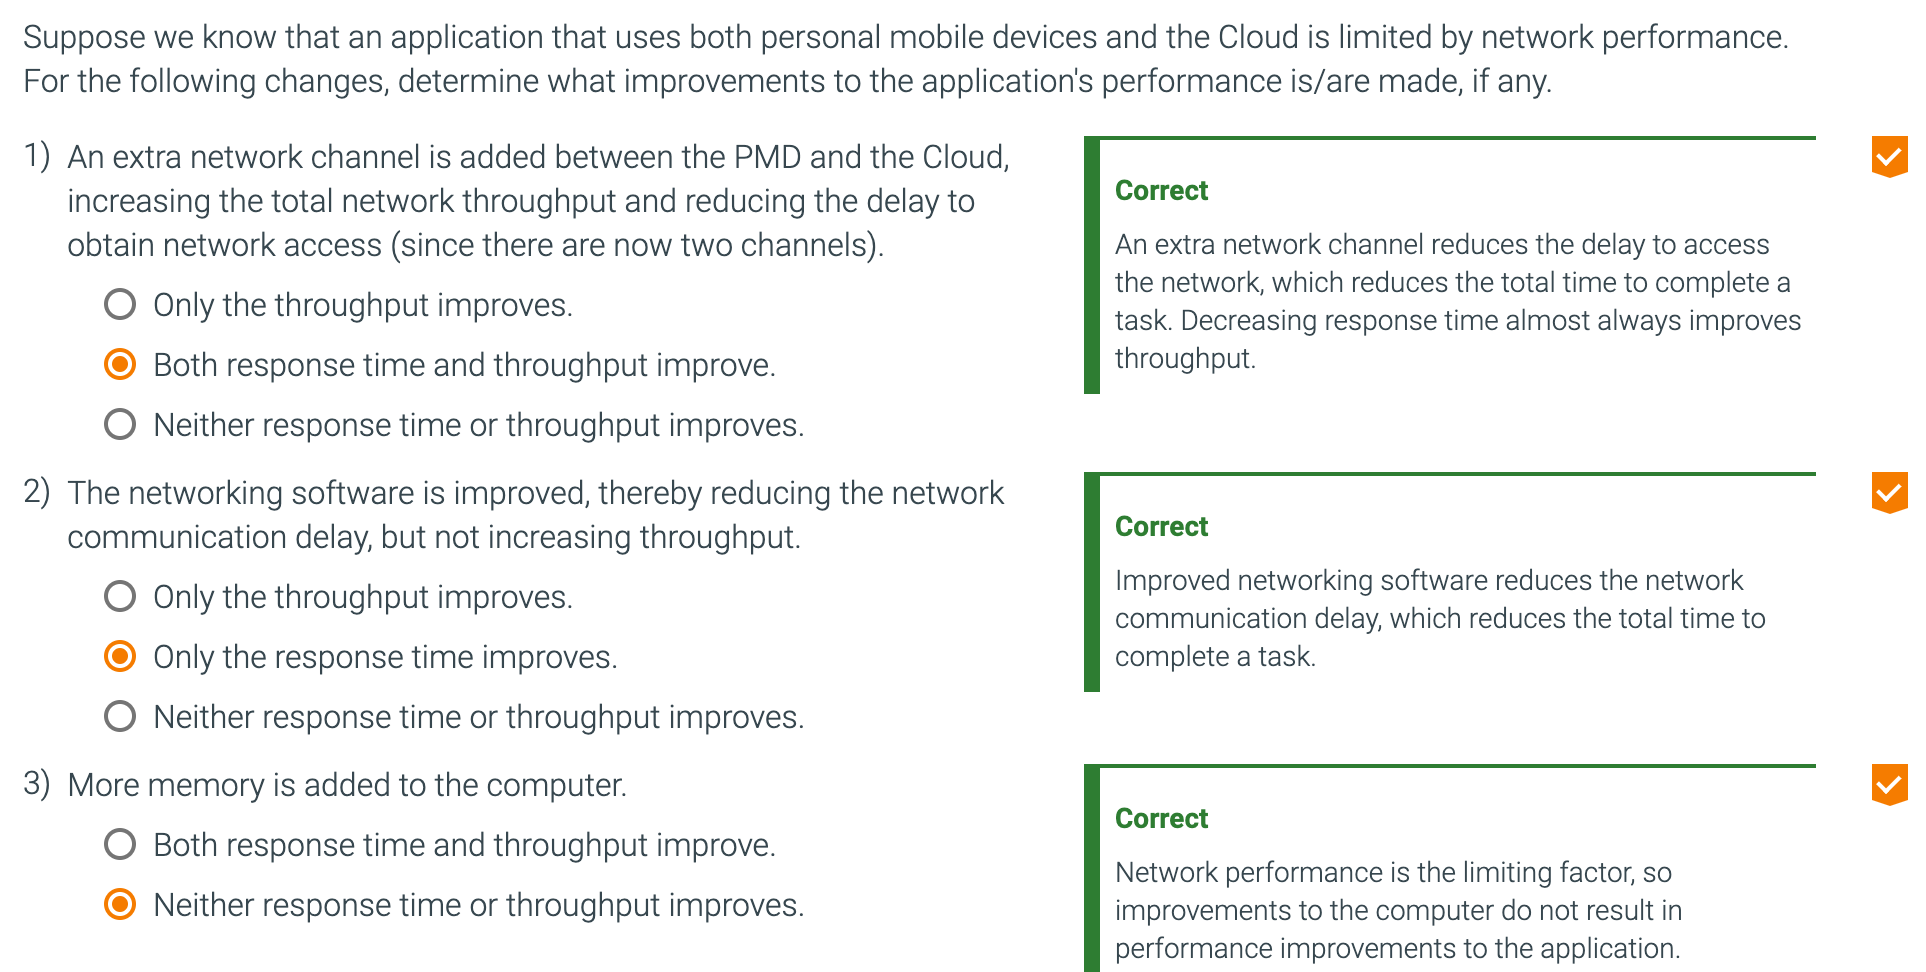 Suppose we know that an application that uses both personal mobile devices and the Cloud is limited by network performance.
For the following changes, determine what improvements to the application's performance is/are made, if any.
1) An extra network channel is added between the PMD and the Cloud,
increasing the total network throughput and reducing the delay to
obtain network access (since there are now two channels).
Only the throughput improves.
Both response time and throughput improve.
Neither response time or throughput improves.
Correct
An extra network channel reduces the delay to access
the network, which reduces the total time to complete a
task. Decreasing response time almost always improves
throughput.
2) The networking software is improved, thereby reducing the network
communication delay, but not increasing throughput.
Only the throughput improves.
Only the response time improves.
Neither response time or throughput improves.
Correct
Improved networking software reduces the network
communication delay, which reduces the total time to
complete a task.
3) More memory is added to the computer.
Both response time and throughput improve.
Neither response time or throughput improves.
Correct
Network performance is the limiting factor, so
improvements to the computer do not result in
performance improvements to the application.